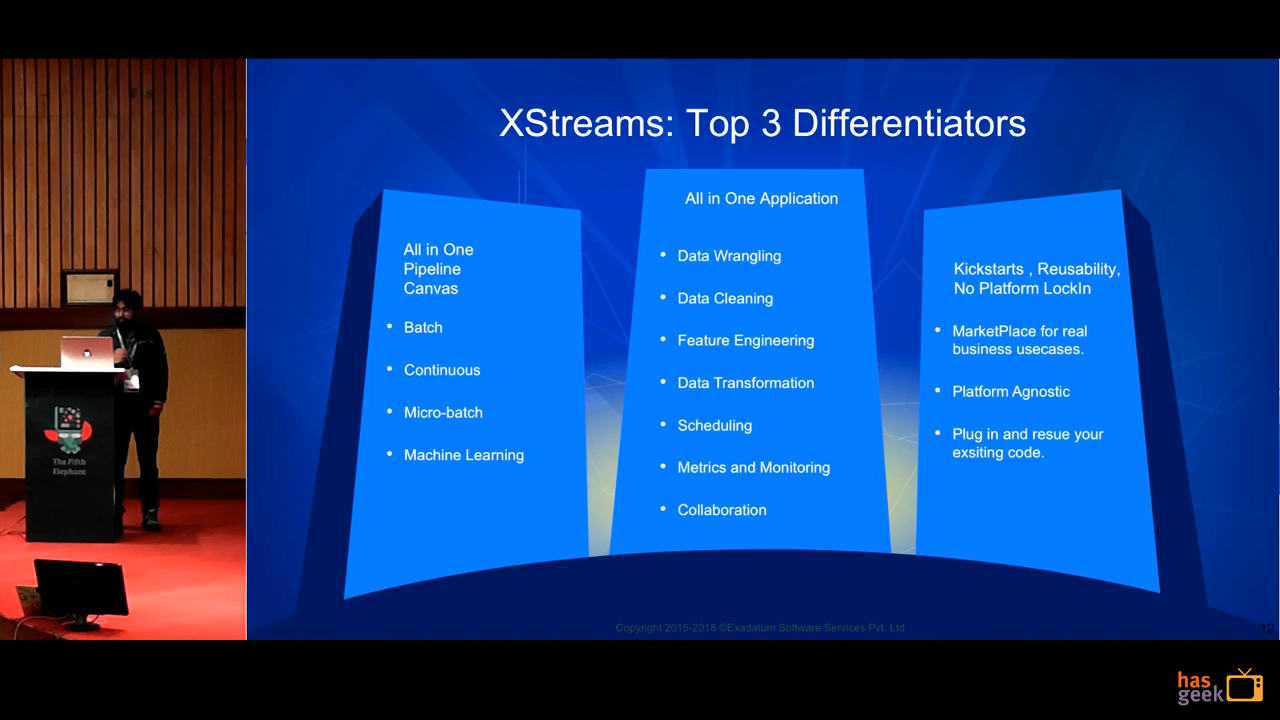 XStreams: Top 3 Differentiators
All in One
Pipeline
Canvas
• Batch
• Continuous
• Micro-batch
• Machine Learning
All in One Application
• Data Wrangling
• Data Cleaning
• Feature Engineering
• Data Transformation
• Scheduling
• Metrics and Monitoring
• Collaboration
Kickstarts , Reusability,
No Platform LockIn
• MarketPlace for real
business usecases.
• Platform Agnostic
• Plug in and resue your
exsiting code.
The Fifth
Elephant
Copyright 2015-2018 ©Exadatum Software Services Pvt. Ltd
12
has
geek